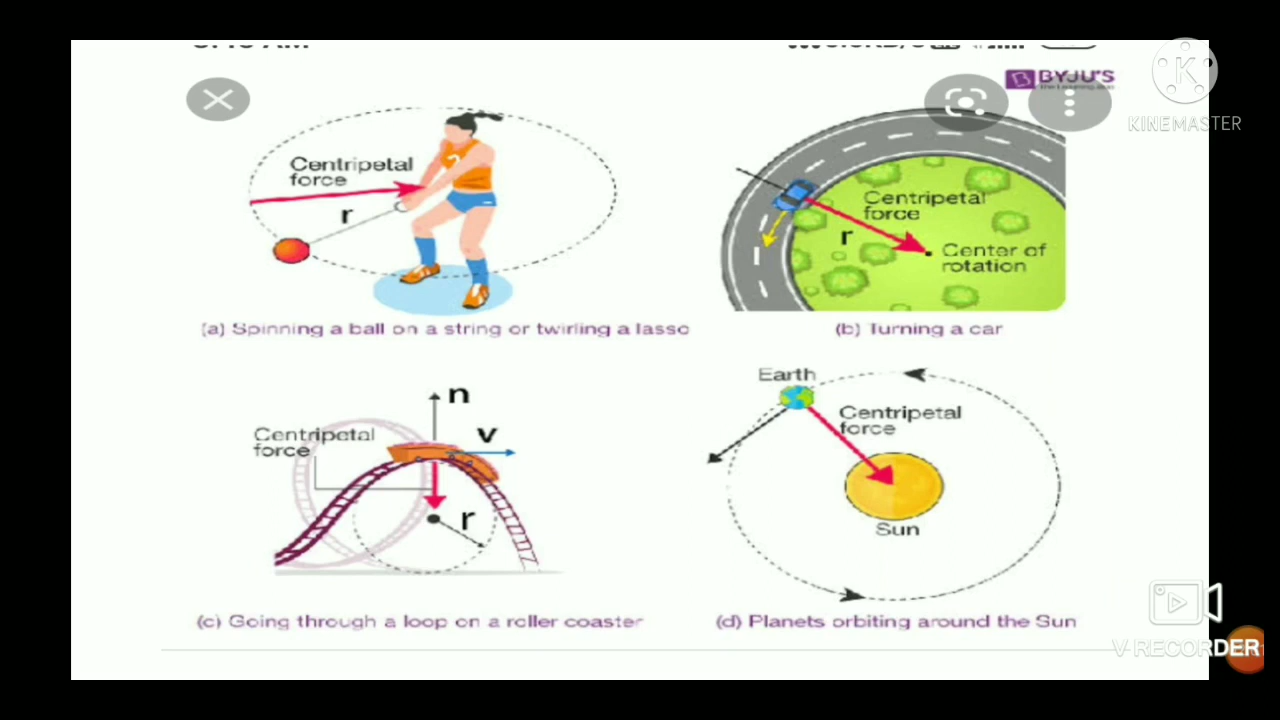 BYJU'S
KINEMASTER
Centripetal
force
r
(a) Spinning a ball on a string or twirling a lasso
Centripetal
force
r
Center of
rotation
(b) Turning a car
n
Centripetal
force
v
r
(c) Going through a loop on a roller coaster
Earth
Centripetal
force
Sun
(d) Planets orbiting around the Sun
V RECORDER